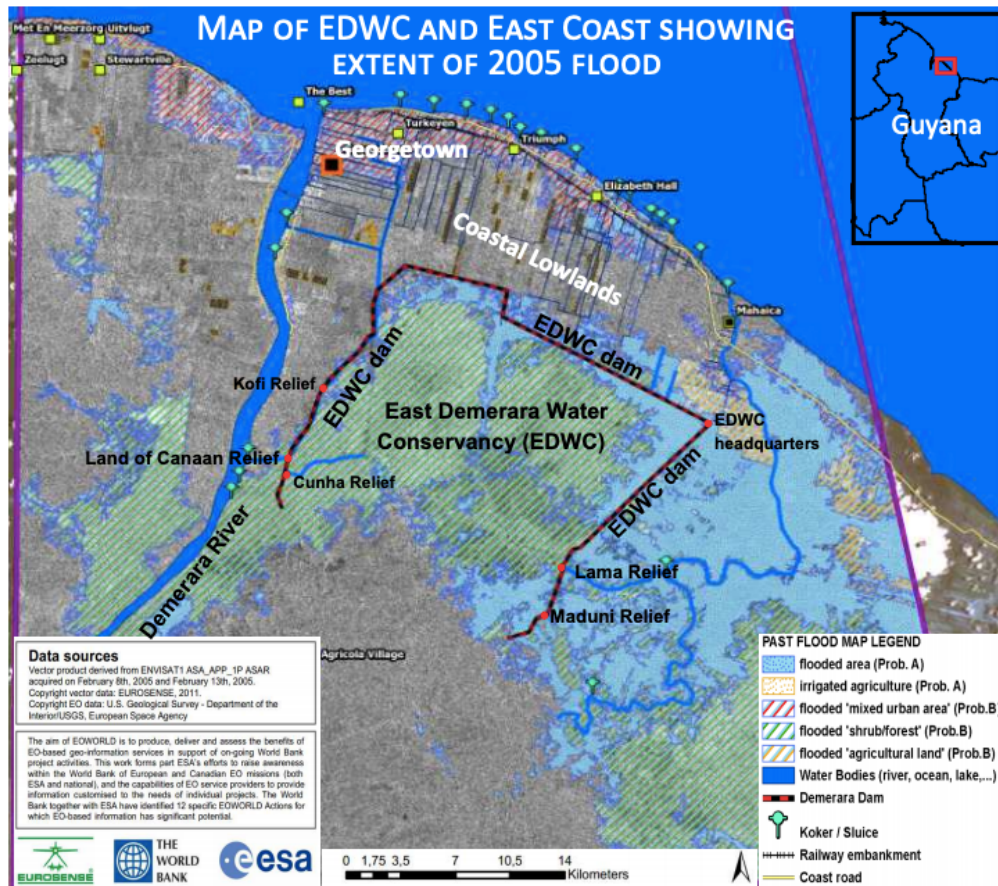 MAP OF EDWC AND EAST COAST SHOWING
EXTENT OF 2005 FLOOD
Met En Meerzorg Uitvlugt
Zeelugt
Stewartville
The Best
Turkeyen
Georgetown
Triumph
Elizabeth Hall
Guyana
Coastal Lowlands
Mahaica
EDWC dam
EDWC dam
Kofi Relief
East Demerara Water
Conservancy (EDWC)
EDWC
headquarters
Land of Canaan Relief
Cunha Relief
EDWC dam
Demerara River
Lama Relief
Maduni Relief
Agricola Village
Data sources
Vector product derived from ENVISAT1 ASA_APP_1P ASAR
acquired on February 8th, 2005 and February 13th, 2005.
Copyright vector data: EUROSENSE, 2011.
Copyright EO data: U.S. Geological Survey - Department of the
Interior/USGS, European Space Agency
The aim of EOWORLD is to produce, deliver and assess the benefits of
EO-based geo-information services in support of on-going World Bank
project activities. This work forms part ESA's efforts to raise awareness
within the World Bank of European and Canadian EO missions (both
ESA and national), and the capabilities of EO service providers to provide
information customised to the needs of individual projects. The World
Bank together with ESA have identified 12 specific EOWORLD Actions for
which EO-based information has significant potential.
EUROSENSE
THE
WORLD
BANK
esa
0 1,75 3,5 7 10,5 14
Kilometers
PAST FLOOD MAP LEGEND
flooded area (Prob. A)
irrigated agriculture (Prob. A)
flooded 'mixed urban area' (Prob.B)
flooded 'shrub/forest' (Prob.B)
flooded 'agricultural land' (Prob.B)
Water Bodies (river, ocean, lake,...)
Demerara Dam
Koker / Sluice
Railway embankment
Coast road